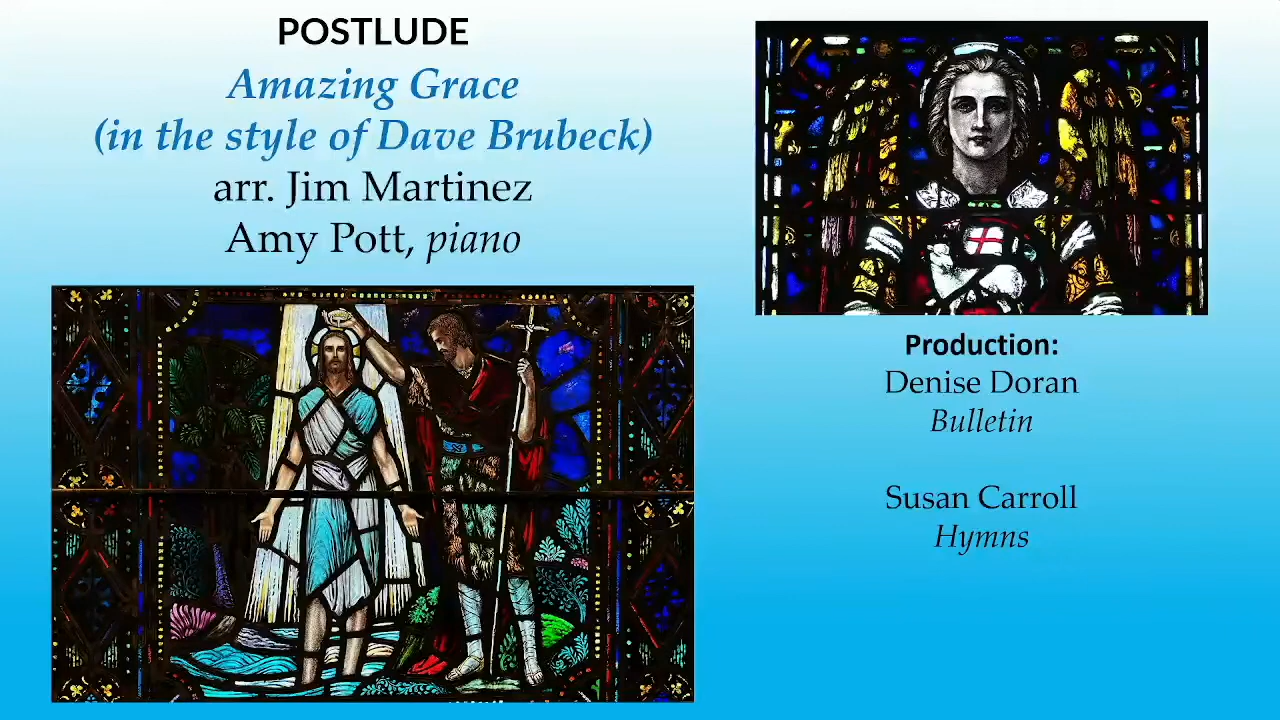 POSTLUDE
Amazing Grace
(in the style of Dave Brubeck)
arr. Jim Martinez
Amy Pott, piano
Production:
Denise Doran
Bulletin
Susan Carroll
Hymns